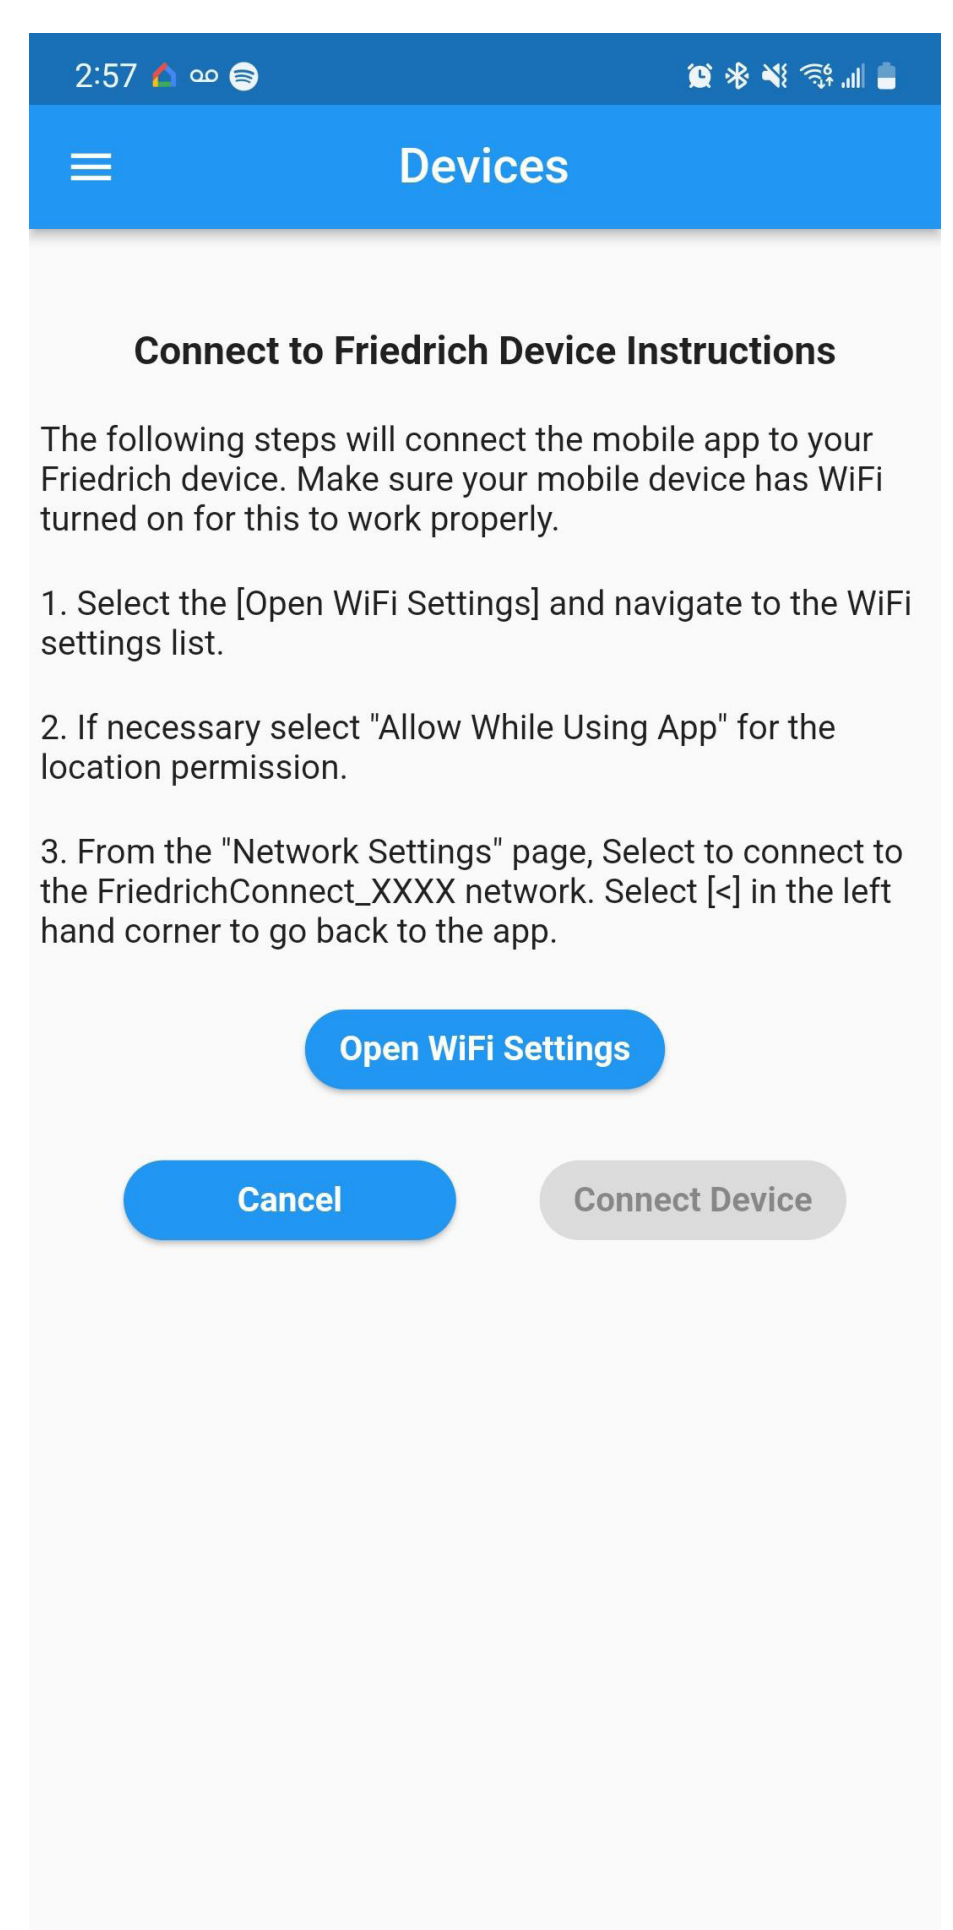 2:57
Devices
Connect to Friedrich Device Instructions
The following steps will connect the mobile app to your
Friedrich device. Make sure your mobile device has WiFi
turned on for this to work properly.
1. Select the [Open WiFi Settings] and navigate to the WiFi
settings list.
2. If necessary select "Allow While Using App" for the
location permission.
3. From the "Network Settings" page, Select to connect to
the FriedrichConnect_XXXX network. Select [<] in the left
hand corner to go back to the app.
Open WiFi Settings
Cancel
Connect Device